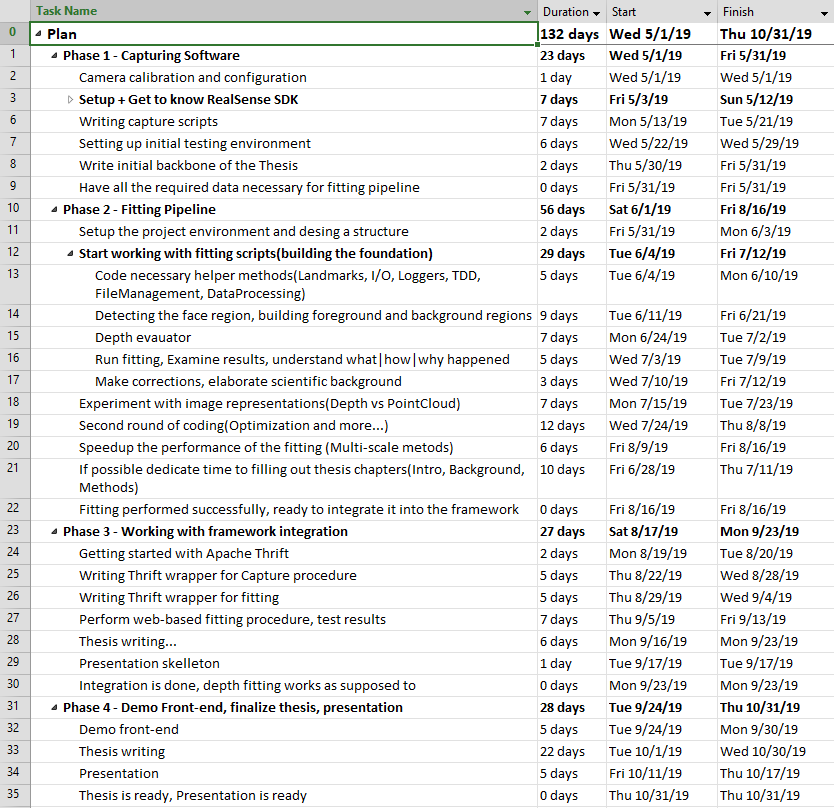 Task Name Duration Start Finish
0 Plan 132 days Wed 5/1/19 Thu 10/31/19
1 Phase 1 - Capturing Software 23 days Wed 5/1/19 Fri 5/31/19
2 Camera calibration and configuration 1 day Wed 5/1/19 Wed 5/1/19
3 Setup + Get to know RealSense SDK 7 days Fri 5/3/19 Sun 5/12/19
6 Writing capture scripts 7 days Mon 5/13/19 Tue 5/21/19
7 Setting up initial testing environment 6 days Wed 5/22/19 Wed 5/29/19
8 Write initial backbone of the Thesis 2 days Thu 5/30/19 Fri 5/31/19
9 Have all the required data necessary for fitting pipeline 0 days Fri 5/31/19 Fri 5/31/19
10 Phase 2 - Fitting Pipeline 56 days Sat 6/1/19 Fri 8/16/19
11 Setup the project environment and desing a structure 2 days Fri 5/31/19 Mon 6/3/19
12 Start working with fitting scripts(building the foundation) 29 days Tue 6/4/19 Fri 7/12/19
13 Code necessary helper methods(Landmarks, I/O, Loggers, TDD, 5 days Tue 6/4/19 Mon 6/10/19
FileManagement, DataProcessing)
14 Detecting the face region, building foreground and background regions 9 days Tue 6/11/19 Fri 6/21/19
15 Depth evauator 7 days Mon 6/24/19 Tue 7/2/19
16 Run fitting, Examine results, understand what|how|why happened 5 days Wed 7/3/19 Tue 7/9/19
17 Make corrections, elaborate scientific background 3 days Wed 7/10/19 Fri 7/12/19
18 Experiment with image representations(Depth vs PointCloud) 7 days Mon 7/15/19 Tue 7/23/19
19 Second round of coding(Optimization and more...) 12 days Wed 7/24/19 Thu 8/8/19
20 Speedup the performance of the fitting (Multi-scale metods) 6 days Fri 8/9/19 Fri 8/16/19
21 If possible dedicate time to filling out thesis chapters(Intro, Background, 10 days Fri 6/28/19 Thu 7/11/19
Methods)
22 Fitting performed successfully, ready to integrate it into the framework 0 days Fri 8/16/19 Fri 8/16/19
23 Phase 3 - Working with framework integration 27 days Sat 8/17/19 Mon 9/23/19
24 Getting started with Apache Thrift 2 days Mon 8/19/19 Tue 8/20/19
25 Writing Thrift wrapper for Capture procedure 5 days Thu 8/22/19 Wed 8/28/19
26 Writing Thrift wrapper for fitting 5 days Thu 8/29/19 Wed 9/4/19
27 Perform web-based fitting procedure, test results 7 days Thu 9/5/19 Fri 9/13/19
28 Thesis writing... 6 days Mon 9/16/19 Mon 9/23/19
29 Presentation skelleton 1 day Tue 9/17/19 Tue 9/17/19
30 Integration is done, depth fitting works as supposed to 0 days Mon 9/23/19 Mon 9/23/19
31 Phase 4 - Demo Front-end, finalize thesis, presentation 28 days Tue 9/24/19 Thu 10/31/19
32 Demo front-end 5 days Tue 9/24/19 Mon 9/30/19
33 Thesis writing 22 days Tue 10/1/19 Wed 10/30/19
34 Presentation 5 days Fri 10/11/19 Thu 10/17/19
35 Thesis is ready, Presentation is ready 0 days Thu 10/31/19 Thu 10/31/19